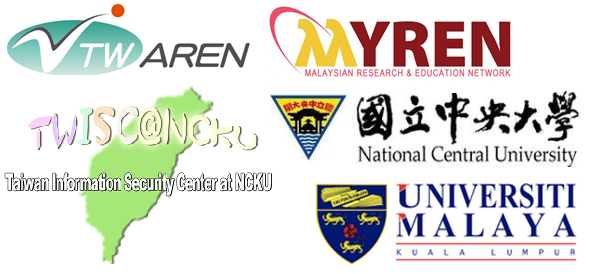 TWAREN
MYREN
MALAYSIAN RESEARCH & EDUCATION NETWORK
TWISC@NCKU
Taiwan Information Security Center at NCKU
國立中央大學
National Central University
UNIVERSITI
MALAYA
KUALA LUMPUR